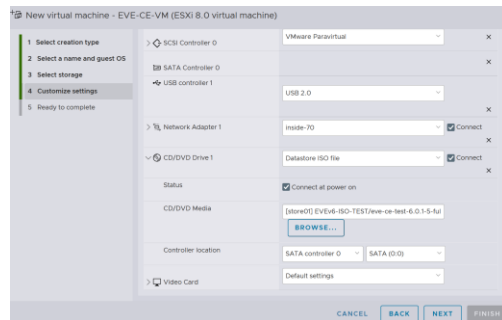 New virtual machine - EVE-CE-VM (ESXi 8.0 virtual machine)
1 Select creation type
2 Select a name and guest OS
3 Select storage
4 Customize settings
5 Ready to complete
SCSI Controller 0
VMware Paravirtual
SATA Controller 0
USB controller 1
USB 2.0
Network Adapter 1
inside-70
Connect
CD/DVD Drive 1
Datastore ISO file
Connect
Status
Connect at power on
CD/DVD Media
[store01] EVEv6-ISO-TEST/eve-ce-test-6.0.1-5-ful
BROWSE...
Controller location
SATA controller 0
SATA (0:0)
Video Card
Default settings
CANCEL
BACK
NEXT
FINISH